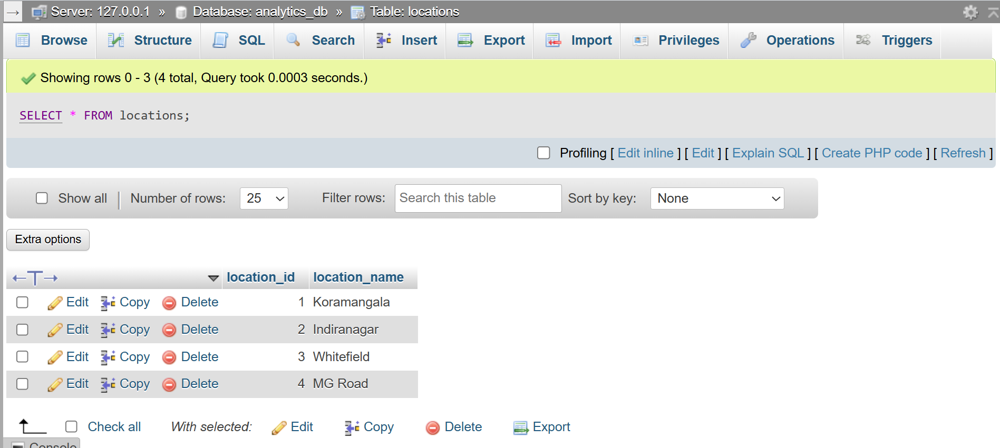 → Server: 127.0.0.1 » Database: analytics_db » Table: locations
Browse Structure SQL Search Insert Export Import Privileges Operations Triggers
Showing rows 0 - 3 (4 total, Query took 0.0003 seconds.)
SELECT * FROM locations;
Profiling [ Edit inline ] [ Edit ] [ Explain SQL ] [ Create PHP code ] [ Refresh ]
Show all | Number of rows: 25 Filter rows: Search this table Sort by key: None
Extra options
←T→ location_id location_name
Edit Copy Delete 1 Koramangala
Edit Copy Delete 2 Indiranagar
Edit Copy Delete 3 Whitefield
Edit Copy Delete 4 MG Road
Check all With selected: Edit Copy Delete Export
Console